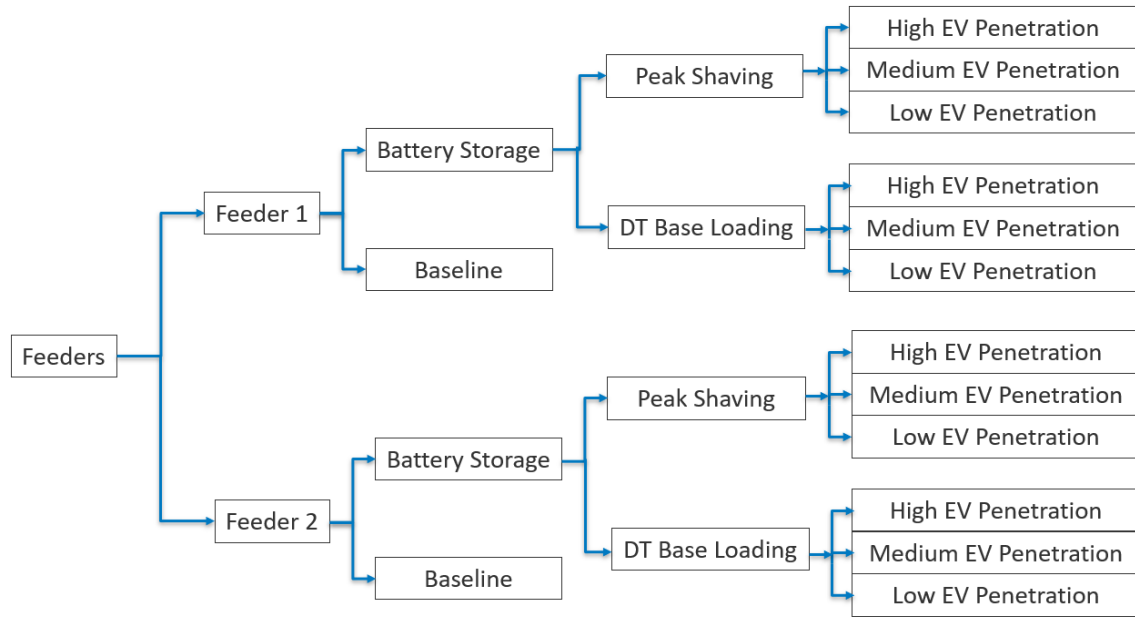 High EV Penetration
Medium EV Penetration
Low EV Penetration
Peak Shaving
Battery Storage
High EV Penetration
Medium EV Penetration
Low EV Penetration
DT Base Loading
Feeder 1
Baseline
Feeders
High EV Penetration
Medium EV Penetration
Low EV Penetration
Peak Shaving
Battery Storage
High EV Penetration
Medium EV Penetration
Low EV Penetration
DT Base Loading
Feeder 2
Baseline